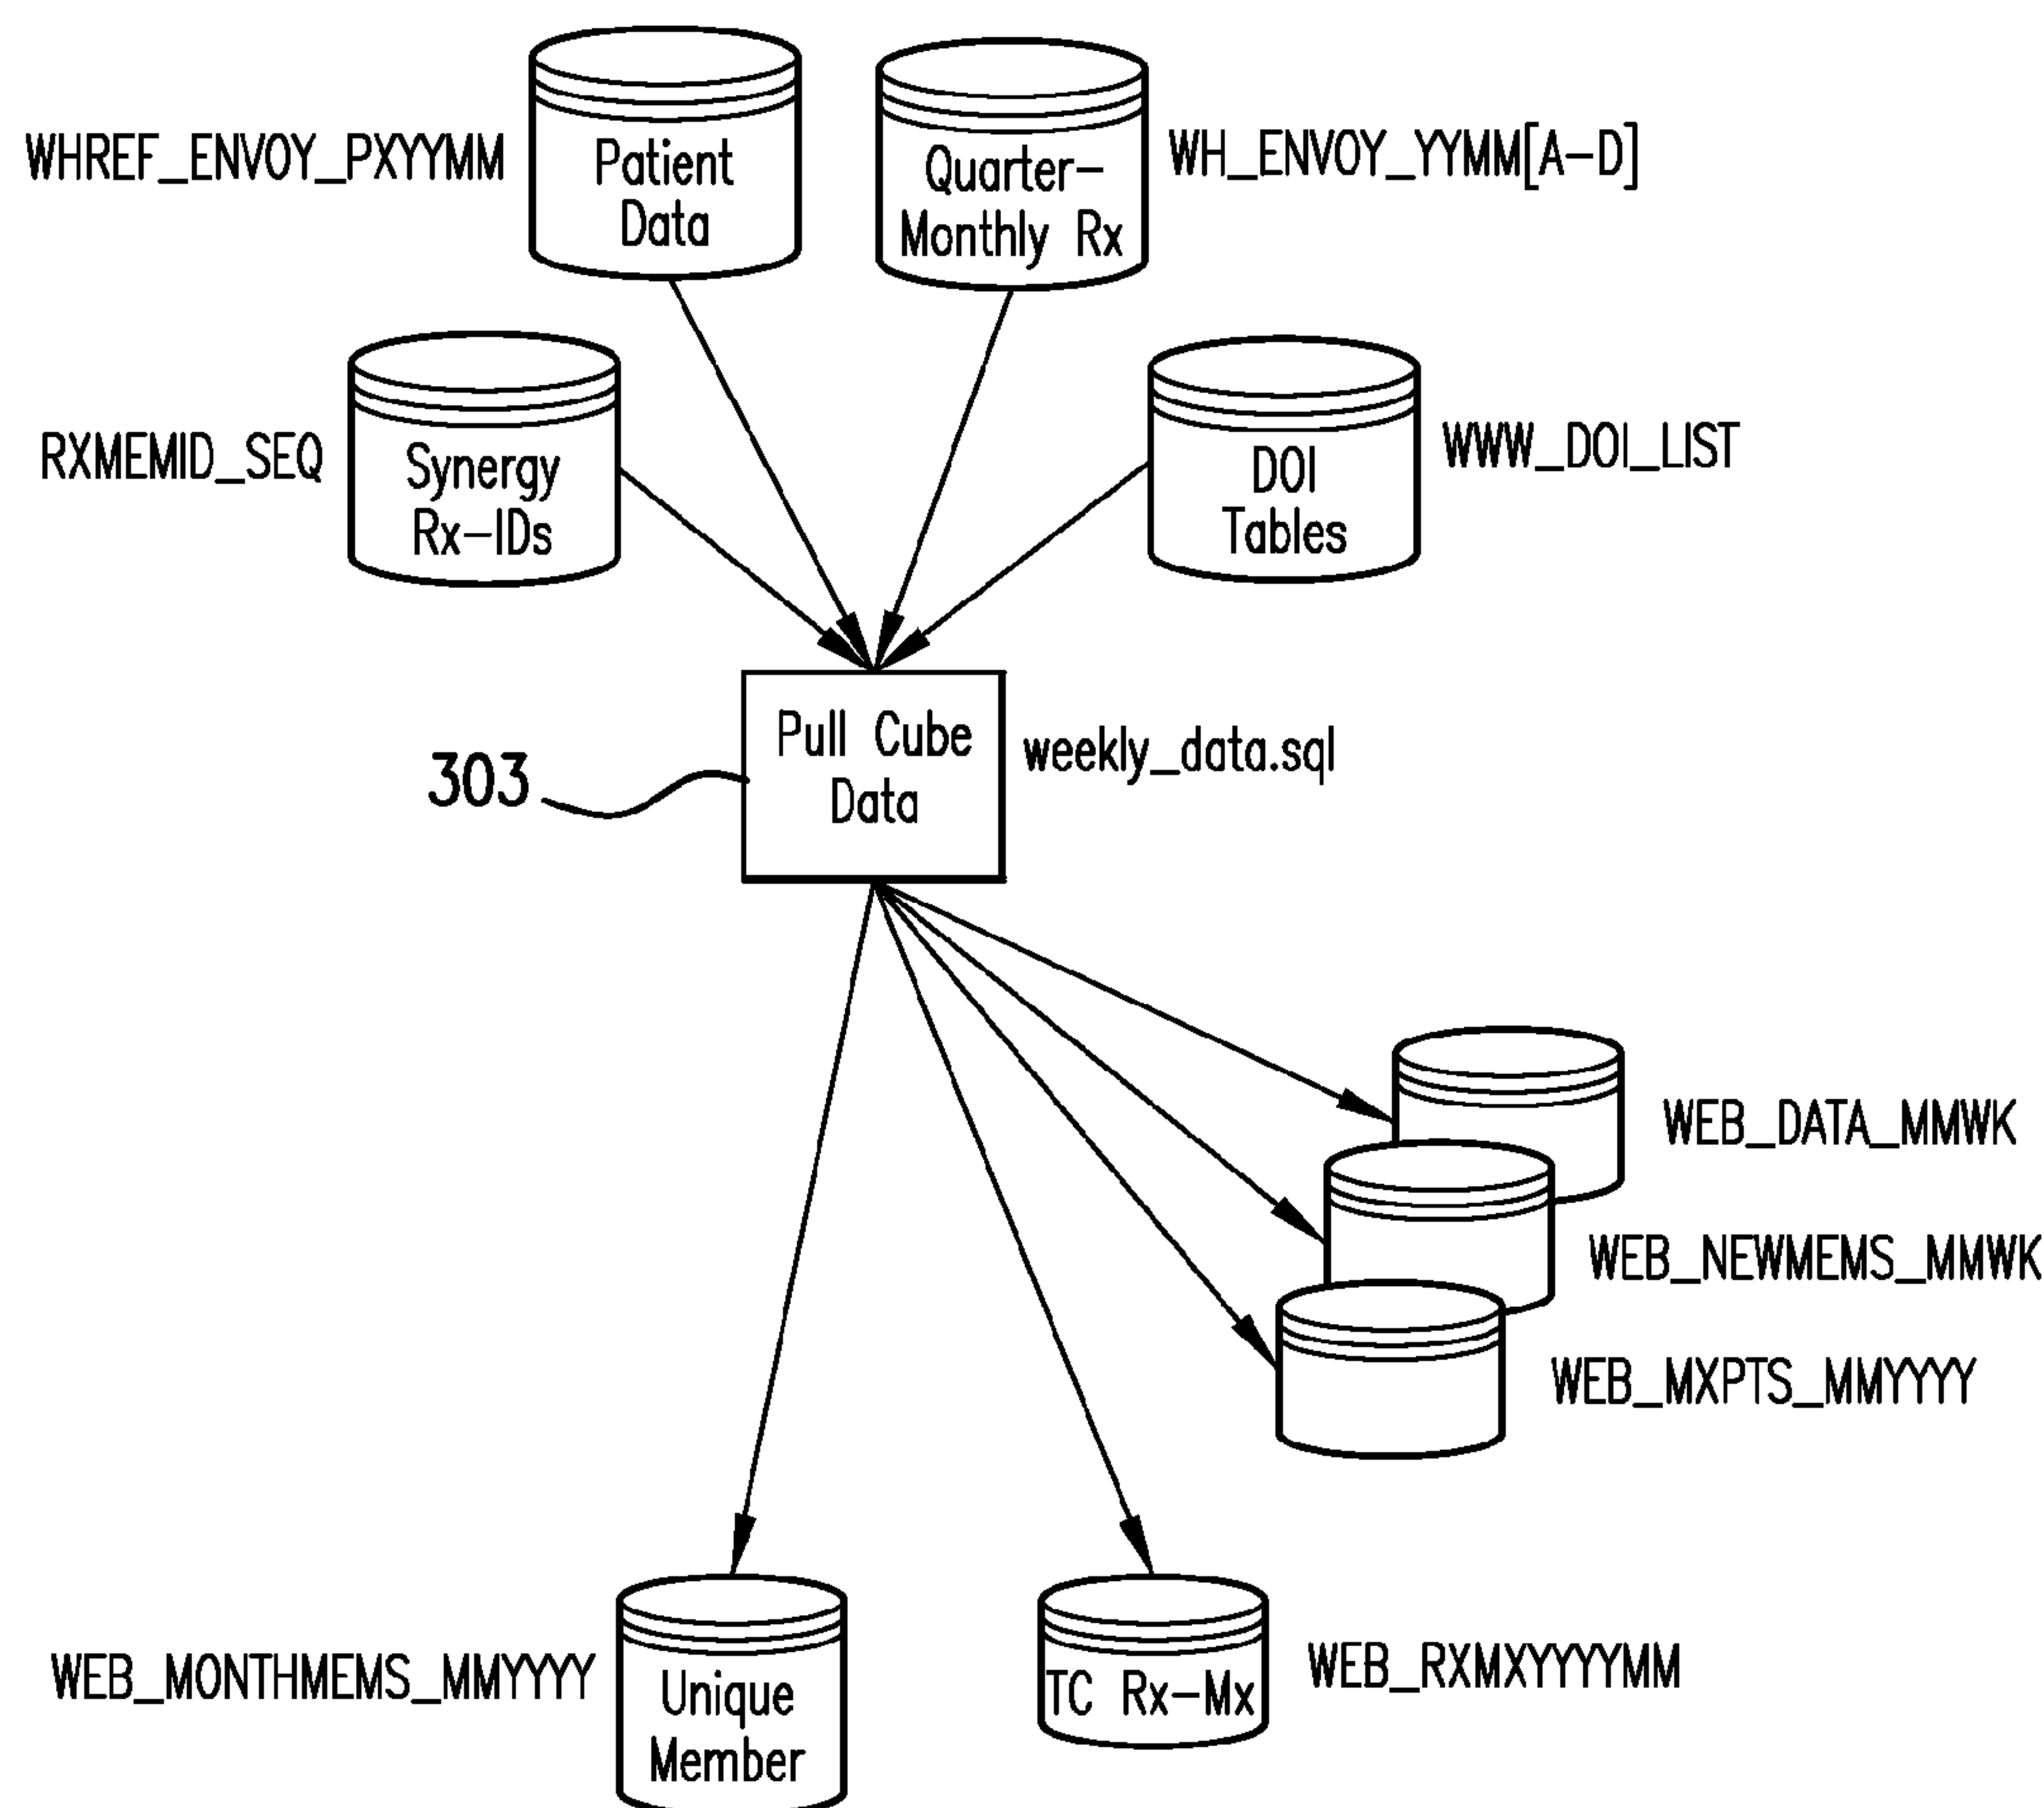 WHREF_ENVOY_PXYYMM
Patient
Data
Quarter-
Monthly Rx
WH_ENVOY_YYMM[A-D]
RXMEMID_SEQ
Synergy
Rx-IDs
DOI
Tables
WWW_DOI_LIST
303
Pull Cube
Data
weekly_data.sql
WEB_DATA_MMWK
WEB_NEWMEMS_MMWK
WEB_MXPTS_MMYYYY
WEB_MONTHMEMS_MMYYYY
Unique
Member
TC Rx-Mx
WEB_RXMXYYYYMM